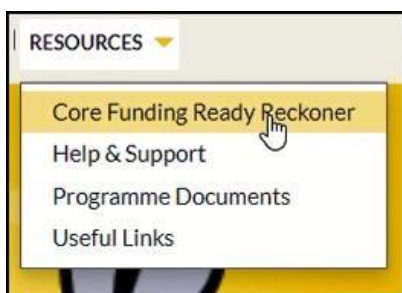 RESOURCES
Core Funding Ready Reckoner
Help & Support
Programme Documents
Useful Links